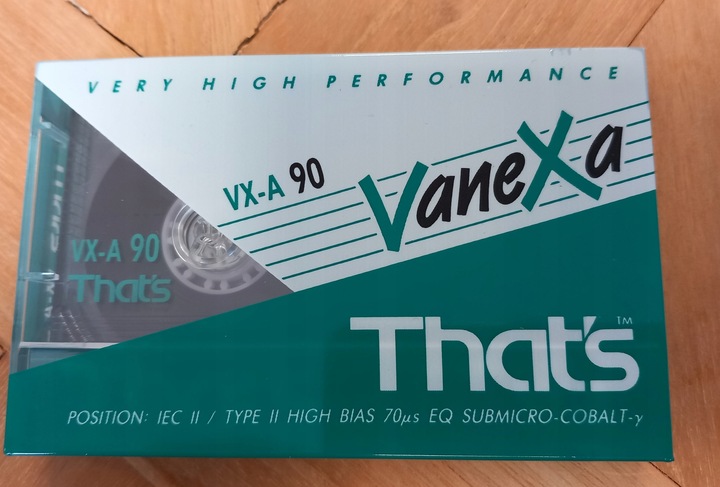 VERY HIGH PERFORMANCE
VX-A 90
VaneXa
VX-A 90
That's
That's™
POSITION: IEC II / TYPE II HIGH BIAS 70µs EQ SUBMICRO-COBALT-γ